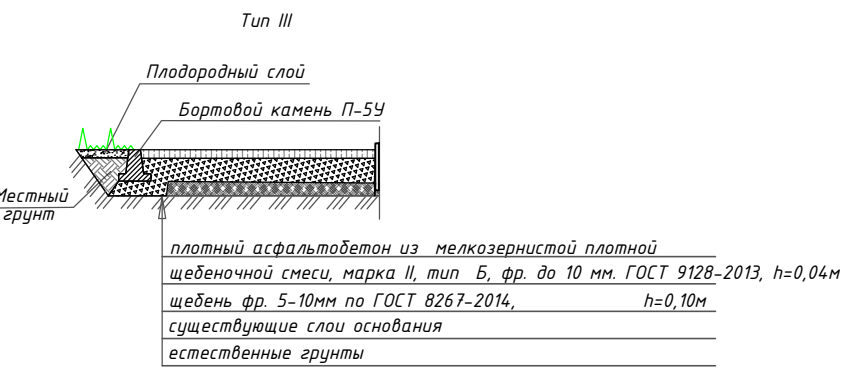 Тип III
Плодородный слой
Бортовой камень П-5У
Местный
грунт
плотный асфальтобетон из мелкозернистой плотной
щебеночной смеси, марка II, тип Б, фр. до 10 мм. ГОСТ 9128-2013, h=0,04м
щебень фр. 5-10мм по ГОСТ 8267-2014, h=0,10м
существующие слои основания
естественные грунты